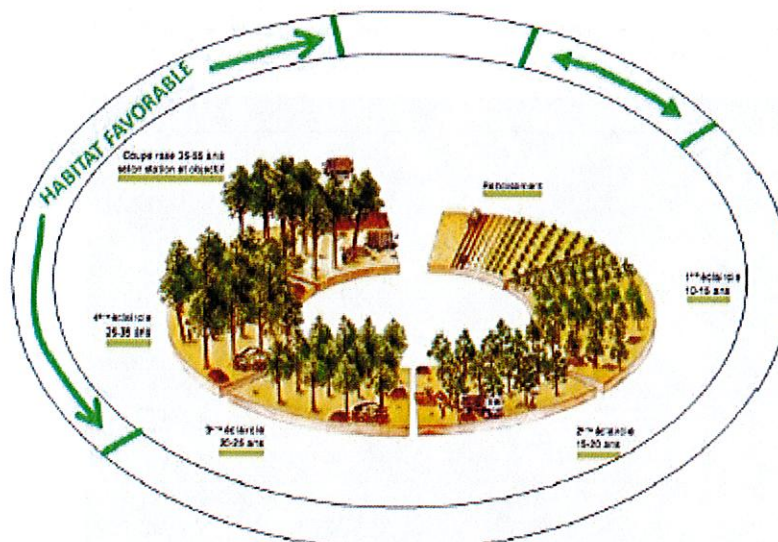 HABITAT FAVORABLE
Coupe rase 35-55 ans
selon station et objectif
Reboisement
1ère éclaircie
10-15 ans
4ème éclaircie
25-35 ans
3ème éclaircie
20-25 ans
2ème éclaircie
15-20 ans